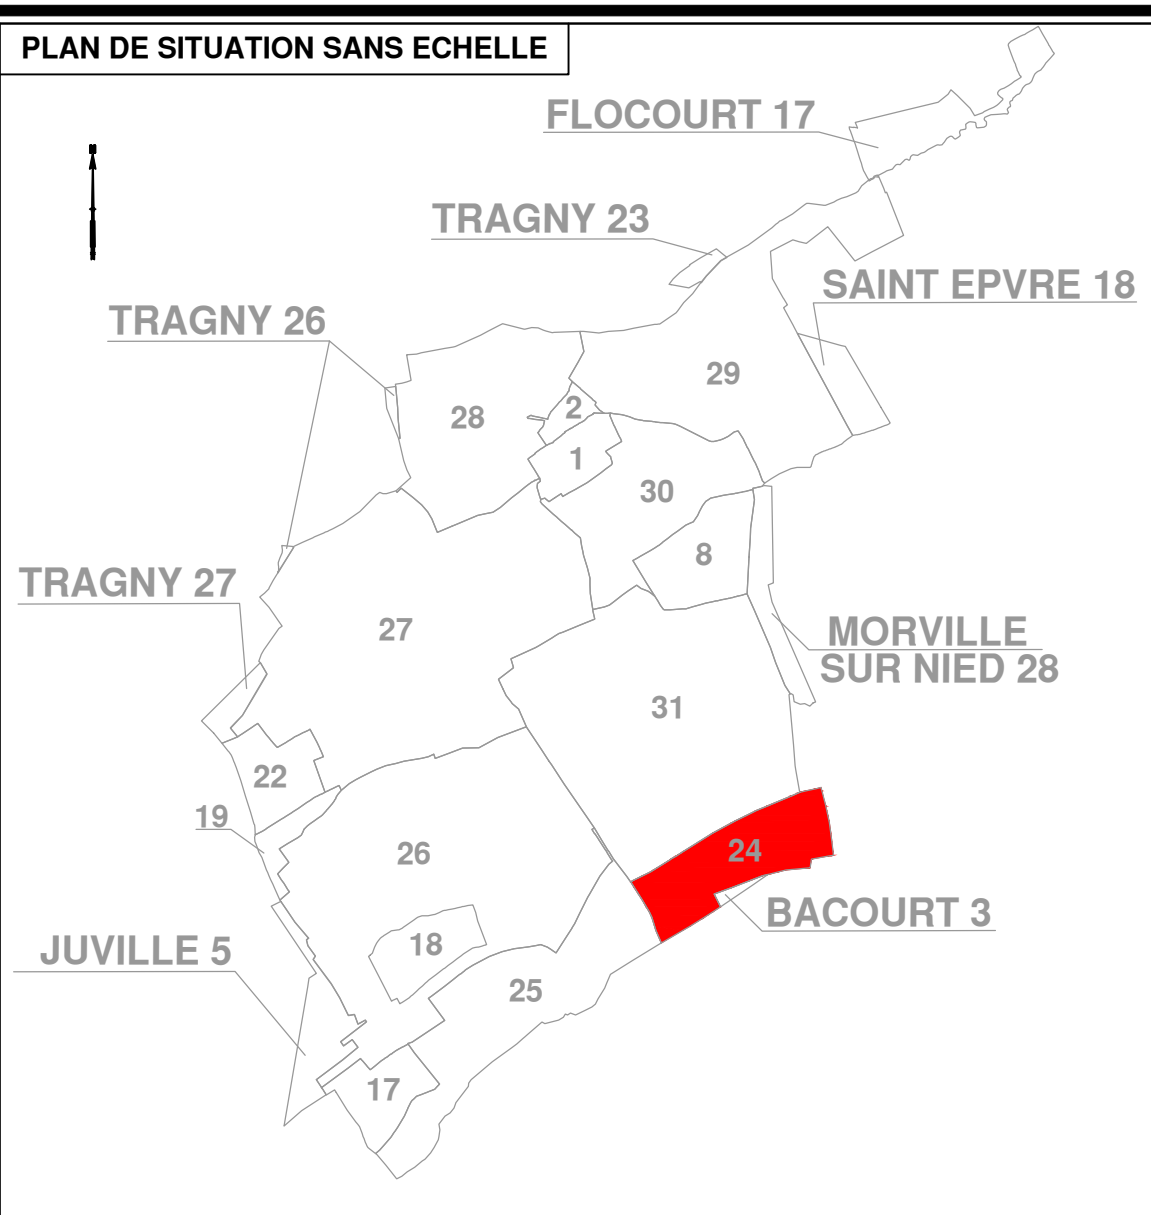 PLAN DE SITUATION SANS ECHELLE
FLOCOURT 17
TRAGNY 23
SAINT EPVRE 18
TRAGNY 26
29
28
2
1
30
8
TRAGNY 27
27
MORVILLE
SUR NIED 28
31
22
19
26
24
BACOURT 3
18
JUVILLE 5
25
17